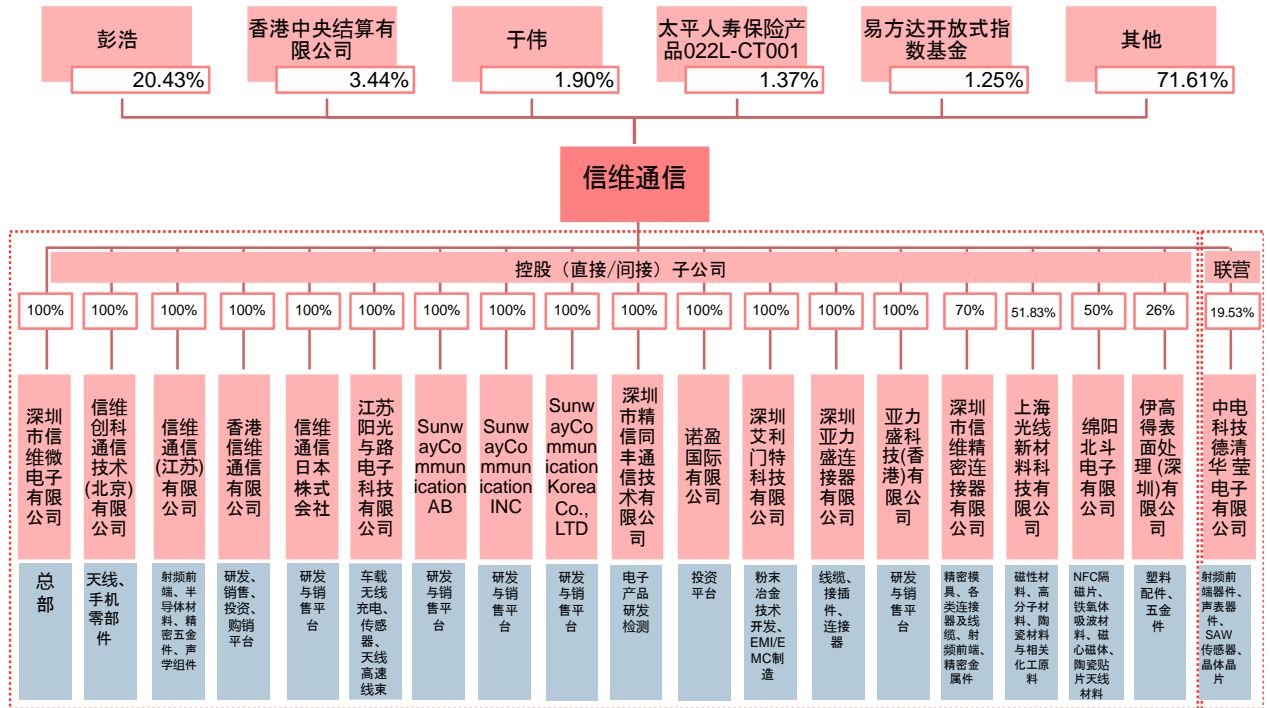 彭浩
20.43%
香港中央结算有
限公司
3.44%
于伟
1.90%
太平人寿保险产
品022L-CT001
1.37%
易方达开放式指
数基金
1.25%
其他
71.61%
信维通信
控股（直接/间接）子公司
联营
100%
100%
100%
100%
100%
100%
100%
100%
100%
100%
100%
100%
100%
100%
70%
51.83%
50%
26%
19.53%
深圳
市信
维微
电子
有限
公司
信维
创科
通信
技术
(北京)
有限
公司
信维
通信
(江苏)
有限
公司
香港
信维
通信
有限
公司
信维
通信
日本
株式
会社
江苏
阳光
与路
电子
科技
有限
公司
Sunw
ayCo
mmun
ication
AB
Sunw
ayCo
mmun
ication
INC
Sunw
ayCo
mmun
ication
Korea
Co.,
LTD
深圳
市精
信同
丰通
信技
术有
限公
司
诺盈
国际
有限
公司
深圳
艾利
门特
科技
有限
公司
深圳
亚力
盛连
接器
有限
公司
亚力
盛科
技(香
港)有
限公
司
深圳
市信
维精
密连
接器
有限
公司
上海
光线
新材
料科
技有
限公
司
绵阳
北斗
电子
有限
公司
伊高
得表
面处
理(深
圳)有
限公
司
中电
科技
德清
华莹
电子
有限
公司
总
部
天线、
手机
零部
件
射频前
端、半
导体材
料、精
密五金
件、声
学组件
研发、
销售、
投资、
购销
平台
研发
与销
售平
台
车载
无线
充电、
传感
器、
天线
高速
线束
研发
与销
售平
台
研发
与销
售平
台
研发
与销
售平
台
电子
产品
研发
检测
投资
平台
粉末
冶金
技术
开发、
EMI/E
MC制
造
线缆、
接插
件、
连接
器
研发
与销
售平
台
精密模
具、各
类连接
器及线
缆、射
频前端、
精密金
属件
磁性材
料、高
分子材
料、陶
瓷材料
与相关
化工原
料
NFC隔
磁片、
铁氧体
吸波材
料、磁
心磁体、
陶瓷贴
片天线
材料
塑料
配件、
五金
件
射频前
端器件、
声表器
件、
SAW
传感器、
晶体晶
片